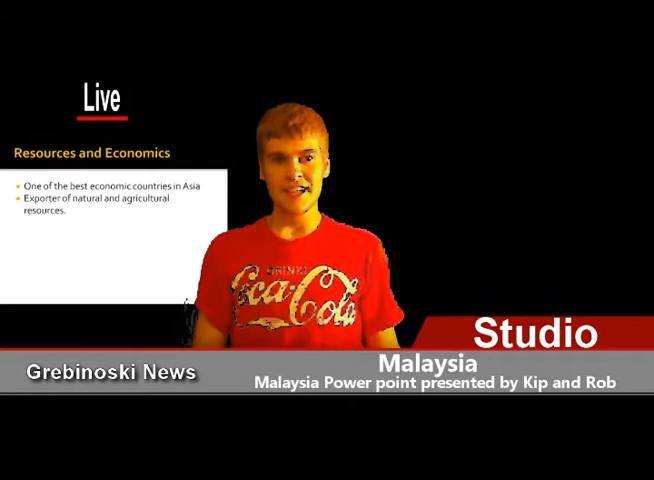 Live
Resources and Economics
One of the best economic countries in Asia
Exporter of natural and agricultural
resources.
DRINK
Coca-Cola
Studio
Malaysia
Grebinoski News
Malaysia Power point presented by Kip and Rob